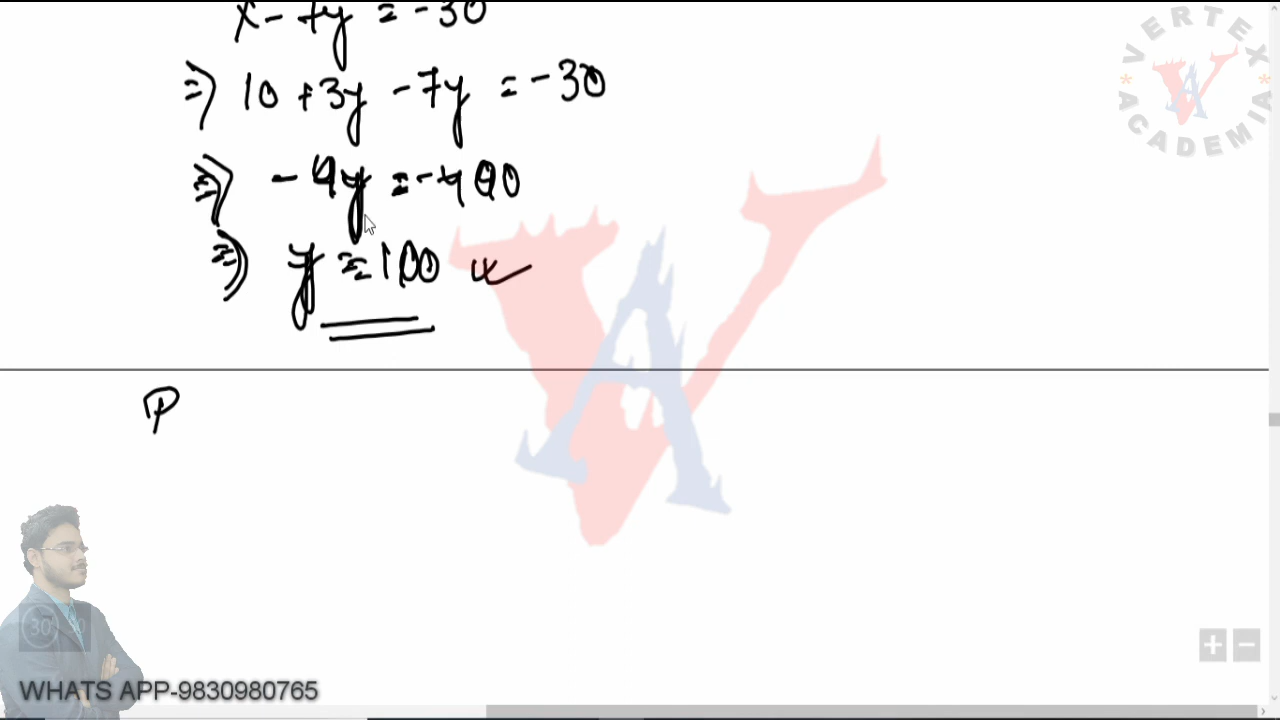 x - 7y = -30
⇒ 10 + 3y - 7y = -30
⇒ - 4y = -400
⇒ y = 100
P
VERTEX
ACADEMIA
WHATS APP-9830980765